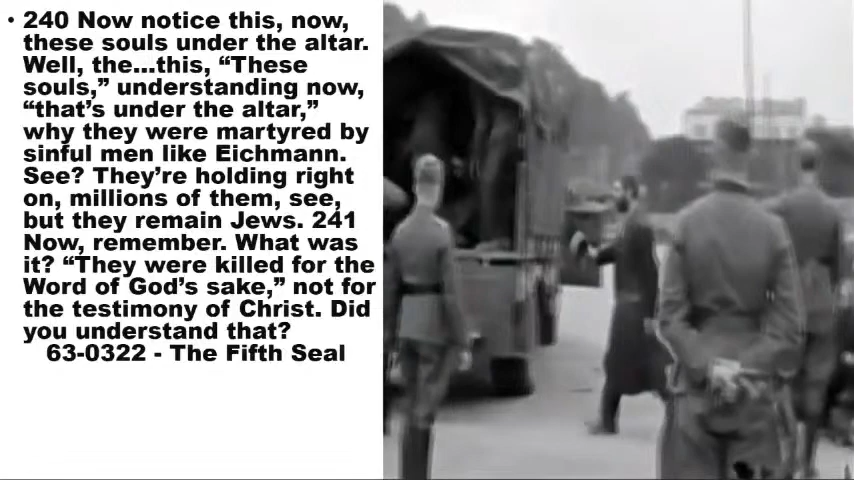 • 240 Now notice this, now,
these souls under the altar.
Well, the...this, “These
souls,” understanding now,
“that’s under the altar,”
why they were martyred by
sinful men like Eichmann.
See? They’re holding right
on, millions of them, see,
but they remain Jews. 241
Now, remember. What was
it? “They were killed for the
Word of God’s sake,” not for
the testimony of Christ. Did
you understand that?
63-0322 - The Fifth Seal